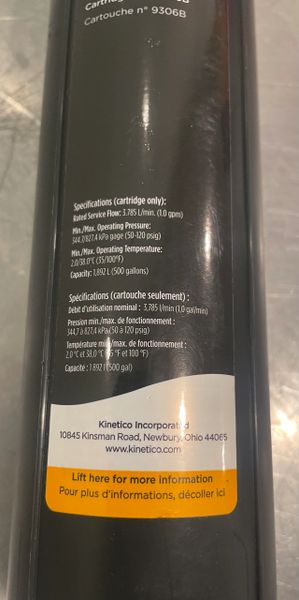 Cartouche n° 9306B
Specifications (cartridge only):
Rated Service Flow: 3.785 L/min. (1.0 gpm)
Min./Max. Operating Pressure:
344.7/827.4 kPa gage (50-120 psig)
Min./Max. Operating Temperature:
2.0/38.0°C (35/100°F)
Capacity: 1,892 L (500 gallons)
Spécifications (cartouche seulement) :
Débit d'utilisation nominal : 3,785 l/min (1,0 gal/min)
Pression min./max. de fonctionnement :
344,7 à 827,4 kPa (50 à 120 psig)
Température min./max. de fonctionnement :
2,0 °C et 38,0 °C (35 °F et 100 °F)
Capacité : 1 892 l (500 gal)
Kinetico Incorporated
10845 Kinsman Road, Newbury, Ohio 44065
www.kinetico.com
Lift here for more information
Pour plus d'informations, décoller ici